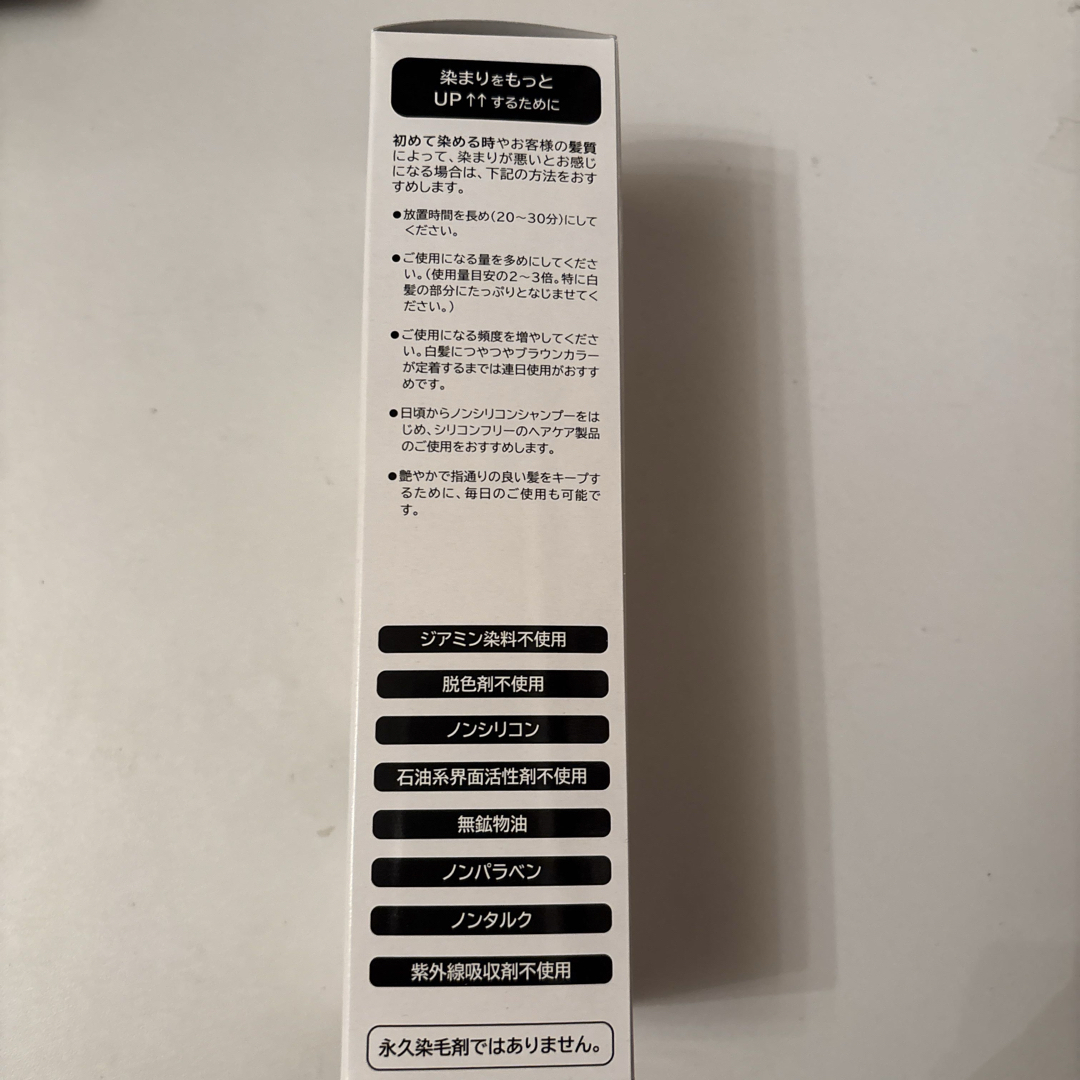 染まりをもっと
UP↑↑するために
初めて染める時やお客様の髪質
によって、染まりが悪いとお感じ
になる場合は、下記の方法をおす
すめします。
●放置時間を長め(20~30分)にして
ください。
●ご使用になる量を多めにしてくださ
い。(使用量目安の2~3倍。特に白
髪の部分にたっぷりとなじませてく
ださい。)
●ご使用になる頻度を増やしてくださ
い。白髪につやつやブラウンカラー
が定着するまでは連日使用がおすす
めです。
●日頃からノンシリコンシャンプーをは
じめ、シリコンフリーのヘアケア製品
のご使用をおすすめします。
●艶やかで指通りの良い髪をキープす
るために、毎日のご使用も可能で
す。
ジアミン染料不使用
脱色剤不使用
ノンシリコン
石油系界面活性剤不使用
無鉱物油
ノンパラベン
ノンタルク
紫外線吸収剤不使用
永久染毛剤ではありません。